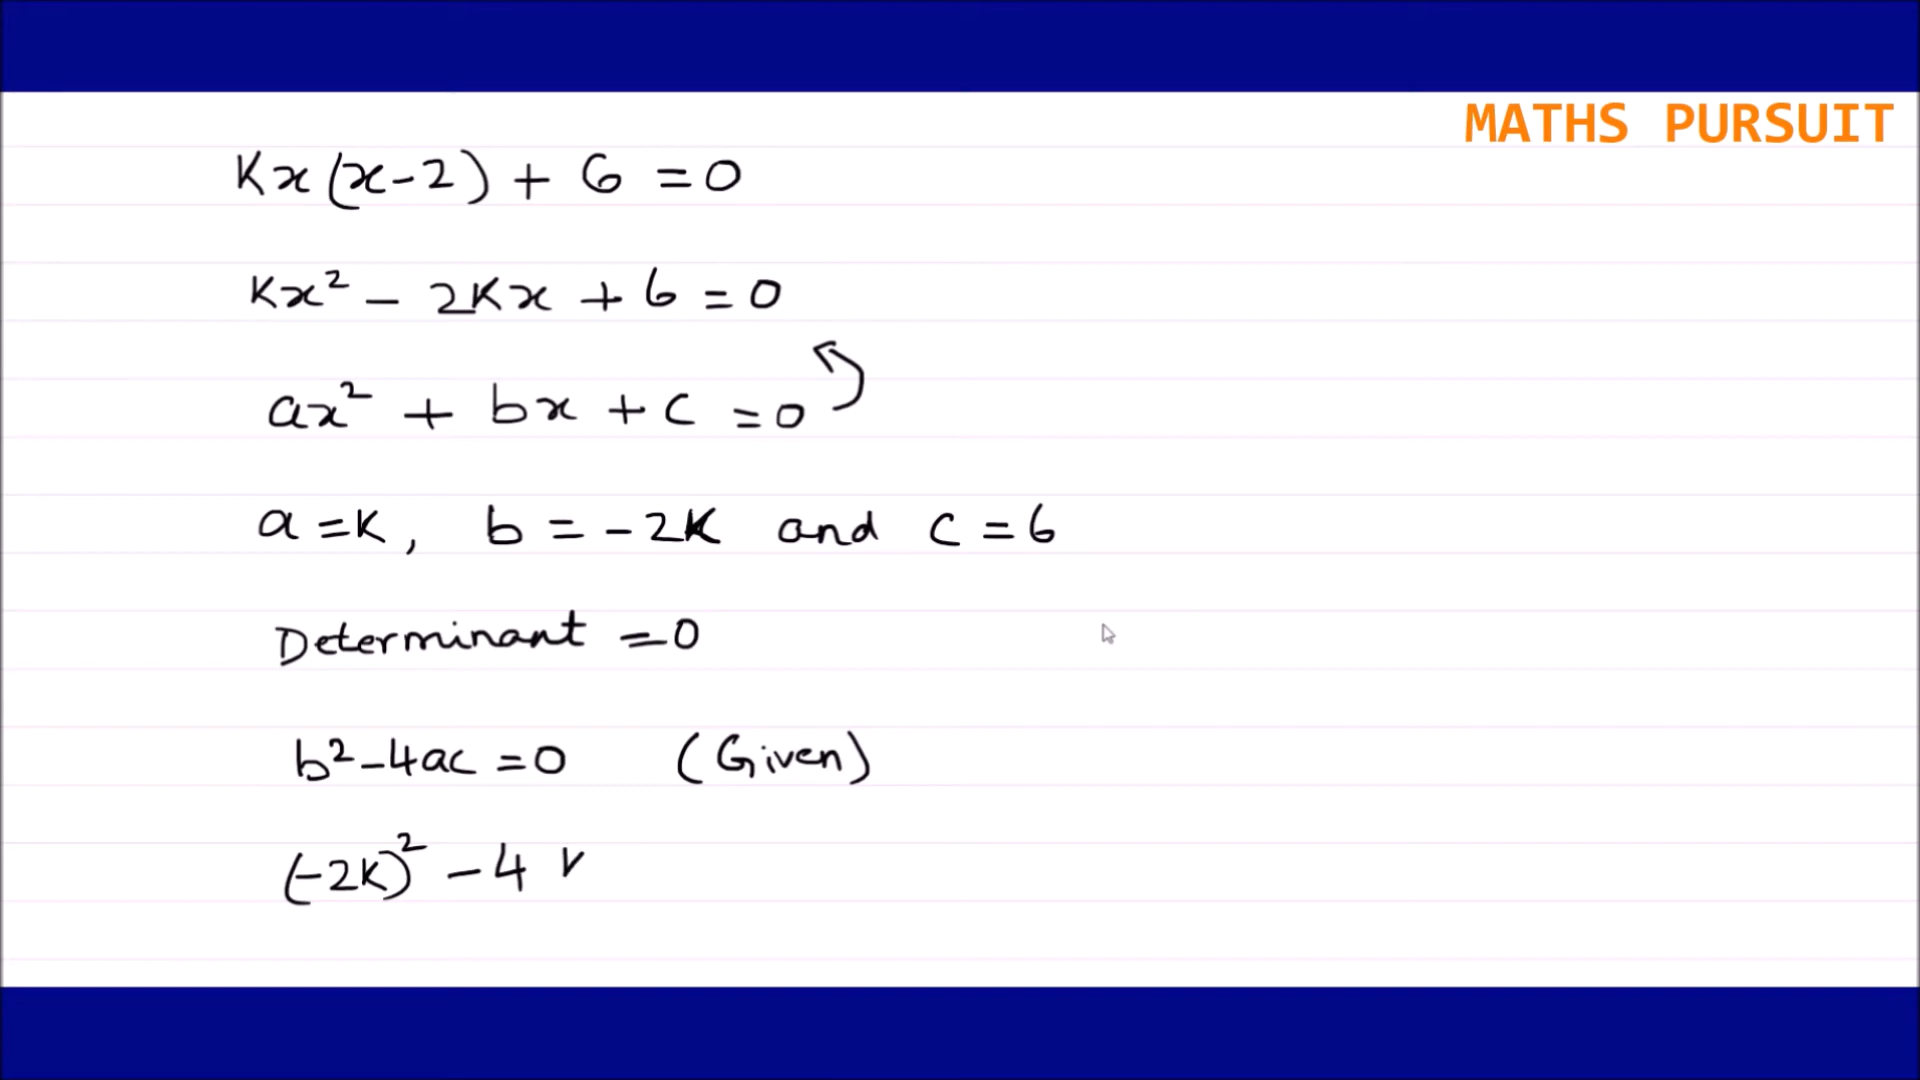 MATHS PURSUIT
Kx(x-2) + 6 = 0
Kx² - 2Kx + 6 = 0
ax² + bx + c = 0
a = K, b = -2K and c = 6
Determinant = 0
b² - 4ac = 0 (Given)
(-2K)² - 4